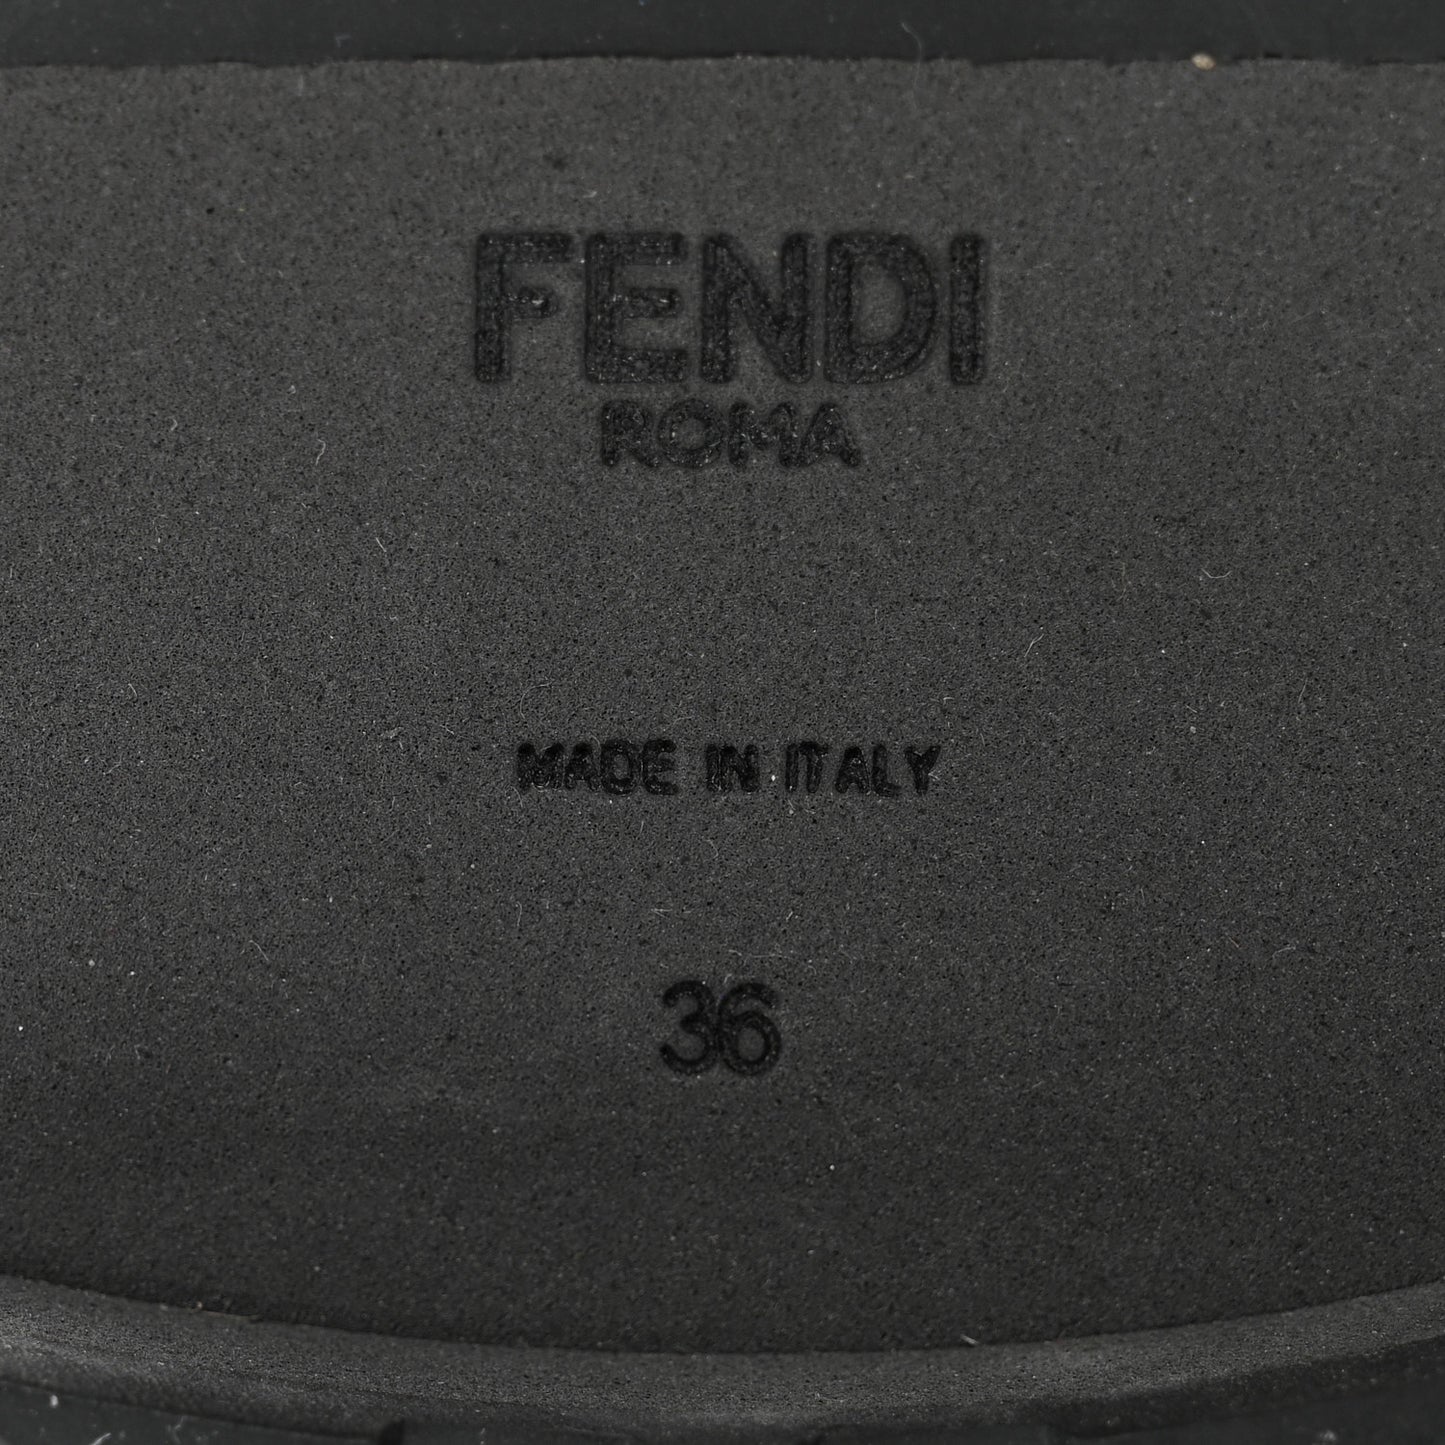 FENDI
ROMA
MADE IN ITALY
36